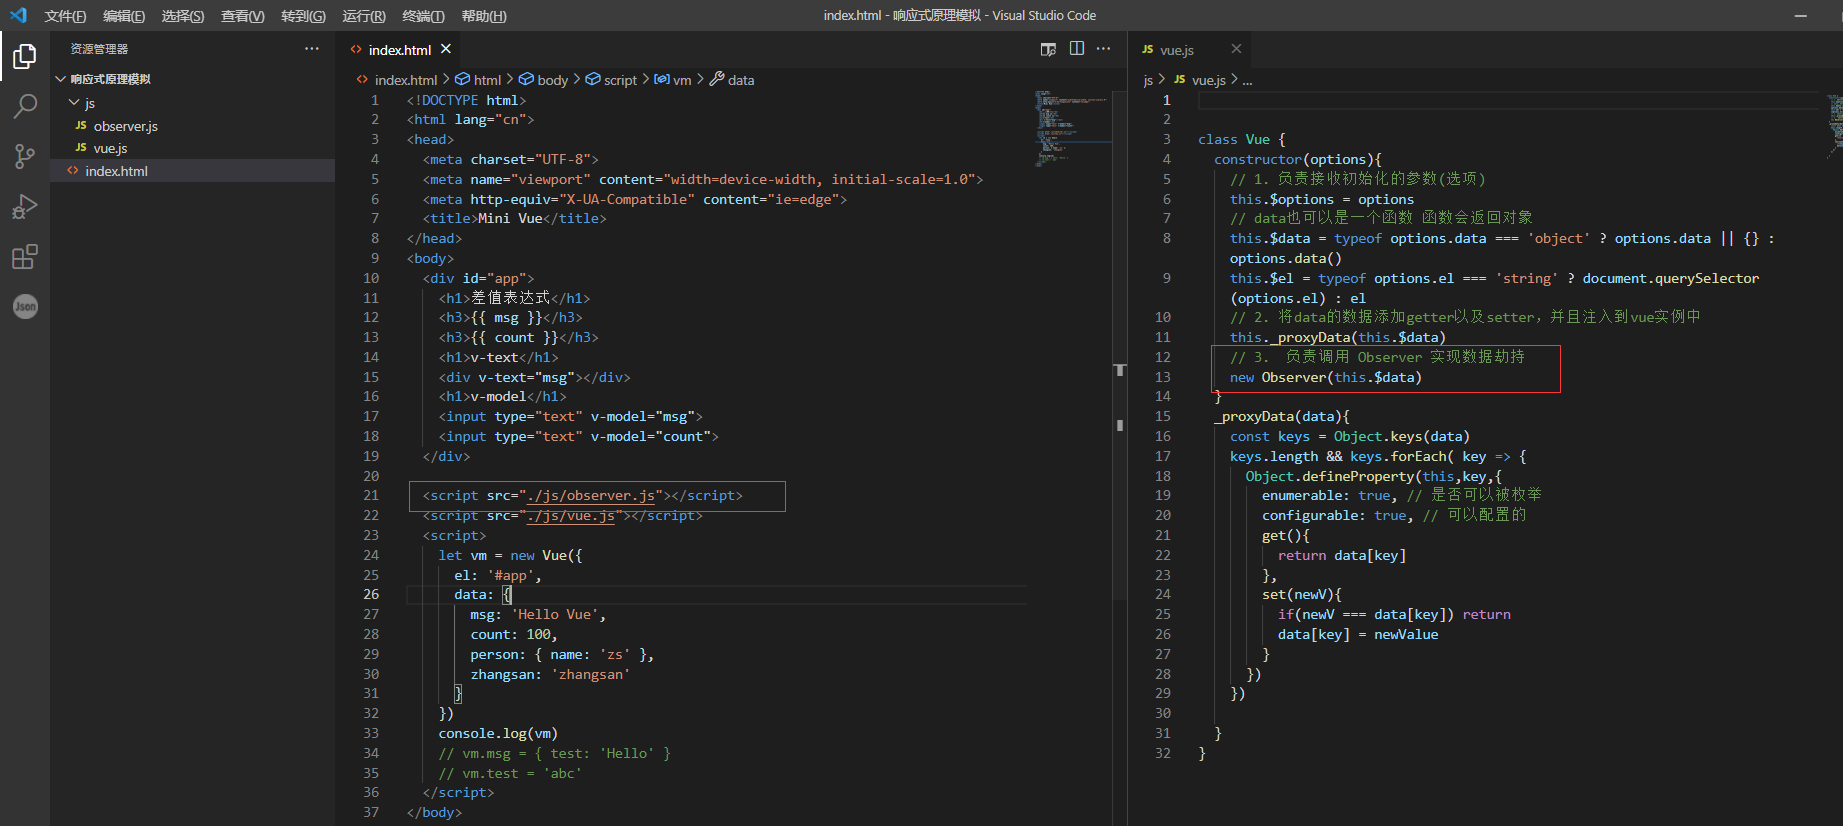 文件(F) 编辑(E) 选择(S) 查看(V) 转到(G) 运行(R) 终端(T) 帮助(H)
index.html - 响应式原理模拟 - Visual Studio Code
资源管理器
响应式原理模拟
js
JS observer.js
JS vue.js
<> index.html
Json
<> index.html
<> index.html > html > body > script > vm > data
1 <!DOCTYPE html>
2 <html lang="cn">
3 <head>
4 <meta charset="UTF-8">
5 <meta name="viewport" content="width=device-width, initial-scale=1.0">
6 <meta http-equiv="X-UA-Compatible" content="ie=edge">
7 <title>Mini Vue</title>
8 </head>
9 <body>
10 <div id="app">
11 <h1>差值表达式</h1>
12 <h3>{{ msg }}</h3>
13 <h3>{{ count }}</h3>
14 <h1>v-text</h1>
15 <div v-text="msg"></div>
16 <h1>v-model</h1>
17 <input type="text" v-model="msg">
18 <input type="text" v-model="count">
19 </div>
20
21 <script src="./js/observer.js"></script>
22 <script src="./js/vue.js"></script>
23 <script>
24 let vm = new Vue({
25 el: '#app',
26 data: {
27 msg: 'Hello Vue',
28 count: 100,
29 person: { name: 'zs' },
30 zhangsan: 'zhangsan'
31 }
32 })
33 console.log(vm)
34 // vm.msg = { test: 'Hello' }
35 // vm.test = 'abc'
36 </script>
37 </body>
JS vue.js
js > JS vue.js > ...
1
2
3 class Vue {
4 constructor(options){
5 // 1. 负责接收初始化的参数(选项)
6 this.$options = options
7 // data也可以是一个函数 函数会返回对象
8 this.$data = typeof options.data === 'object' ? options.data || {} :
options.data()
9 this.$el = typeof options.el === 'string' ? document.querySelector
(options.el) : el
10 // 2. 将data的数据添加getter以及setter，并且注入到vue实例中
11 this._proxyData(this.$data)
12 // 3. 负责调用 Observer 实现数据劫持
13 new Observer(this.$data)
14 }
15 _proxyData(data){
16 const keys = Object.keys(data)
17 keys.length && keys.forEach( key => {
18 Object.defineProperty(this,key,{
19 enumerable: true, // 是否可以被枚举
20 configurable: true, // 可以配置的
21 get(){
22 return data[key]
23 },
24 set(newV){
25 if(newV === data[key]) return
26 data[key] = newValue
27 }
28 })
29 })
30
31 }
32 }